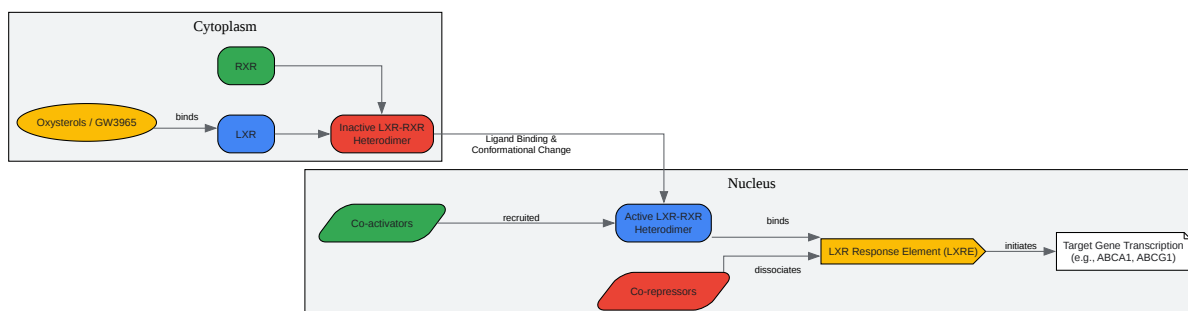 Cytoplasm
RXR
Oxysterols / GW3965
binds
LXR
Inactive LXR-RXR
Heterodimer
Ligand Binding &
Conformational Change
Nucleus
Co-activators
recruited
Active LXR-RXR
Heterodimer
binds
LXR Response Element (LXRE)
initiates
Target Gene Transcription
(e.g., ABCA1, ABCG1)
dissociates
Co-repressors